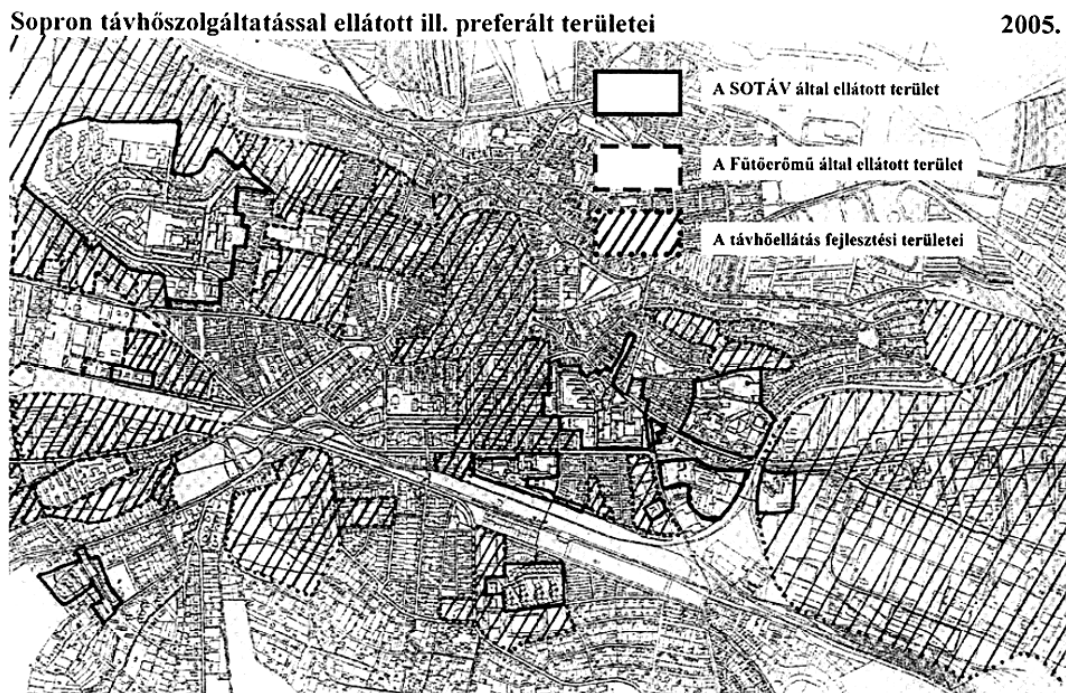 Sopron távhőszolgáltatással ellátott ill. preferált területei 2005.
A SOTÁV által ellátott terület
A Fűtőerőmű által ellátott terület
A távhőellátás fejlesztési területei